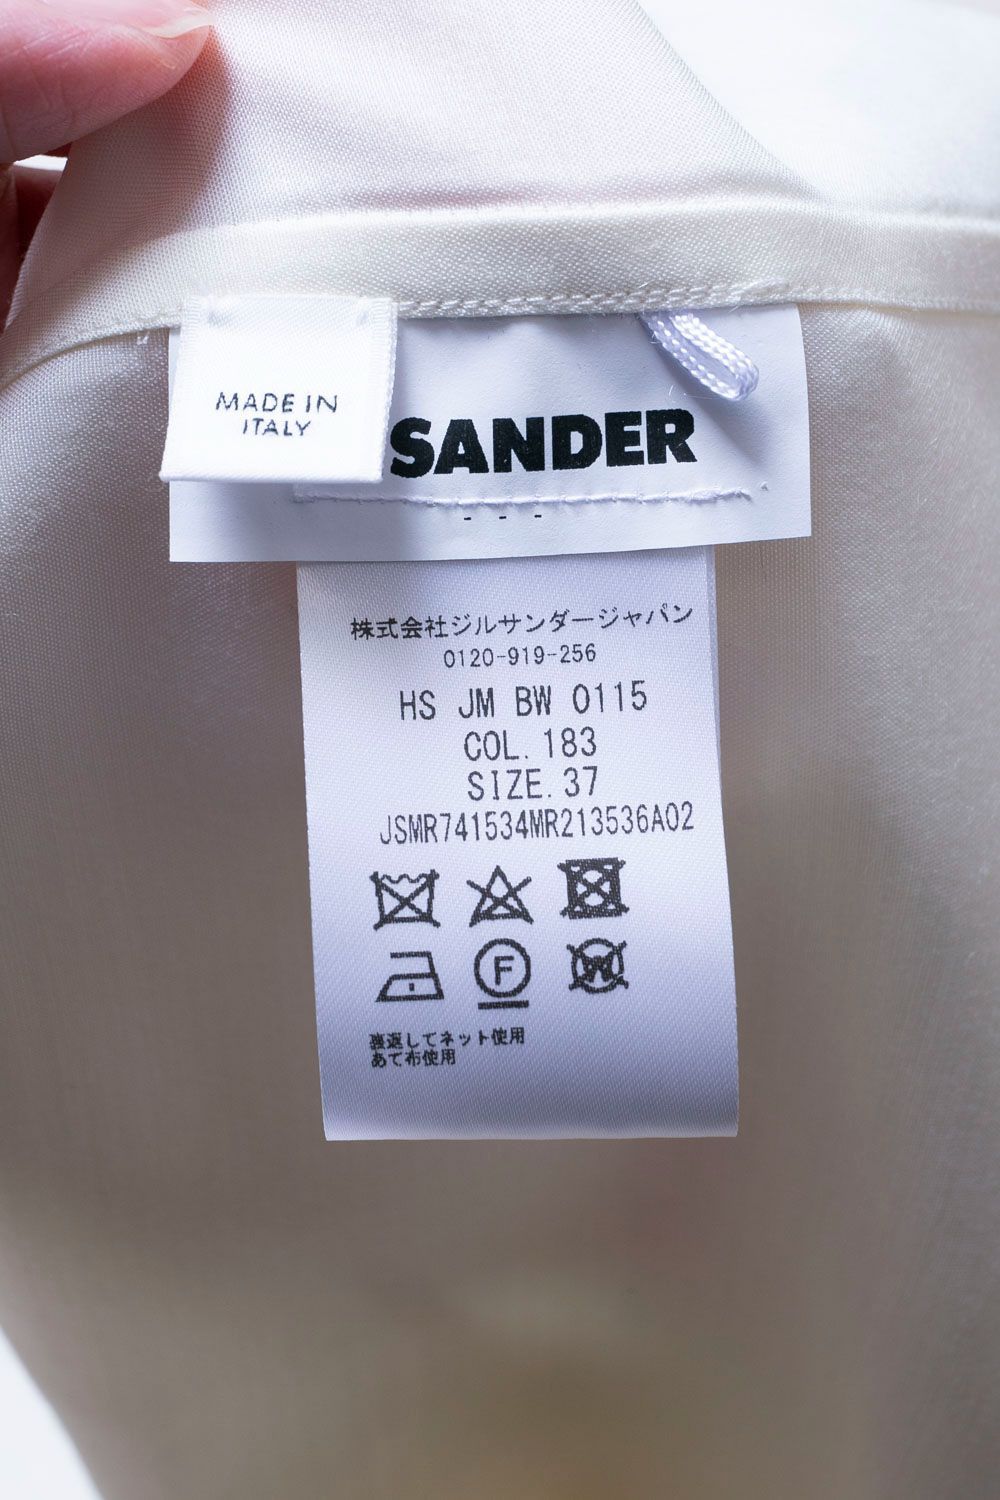 MADE IN
ITALY
SANDER
- - -
株式会社ジルサンダージャパン
0120-919-256
HS JM BW 0115
COL. 183
SIZE. 37
JSMR741534MR213536A02
F
W
裏返してネット使用
あて布使用